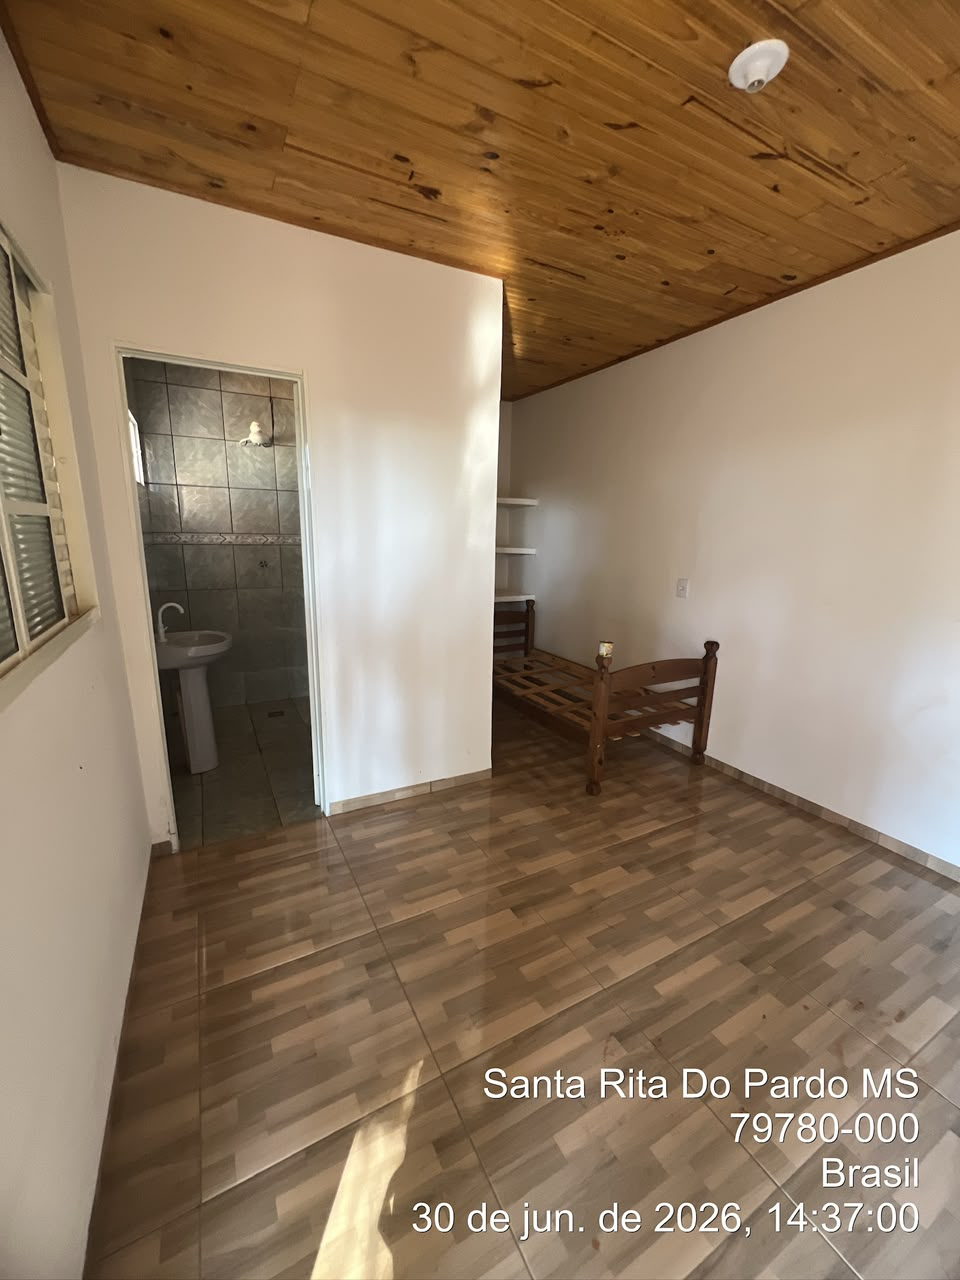 Santa Rita Do Pardo MS
79780-000
Brasil
30 de jun. de 2026, 14:37:00